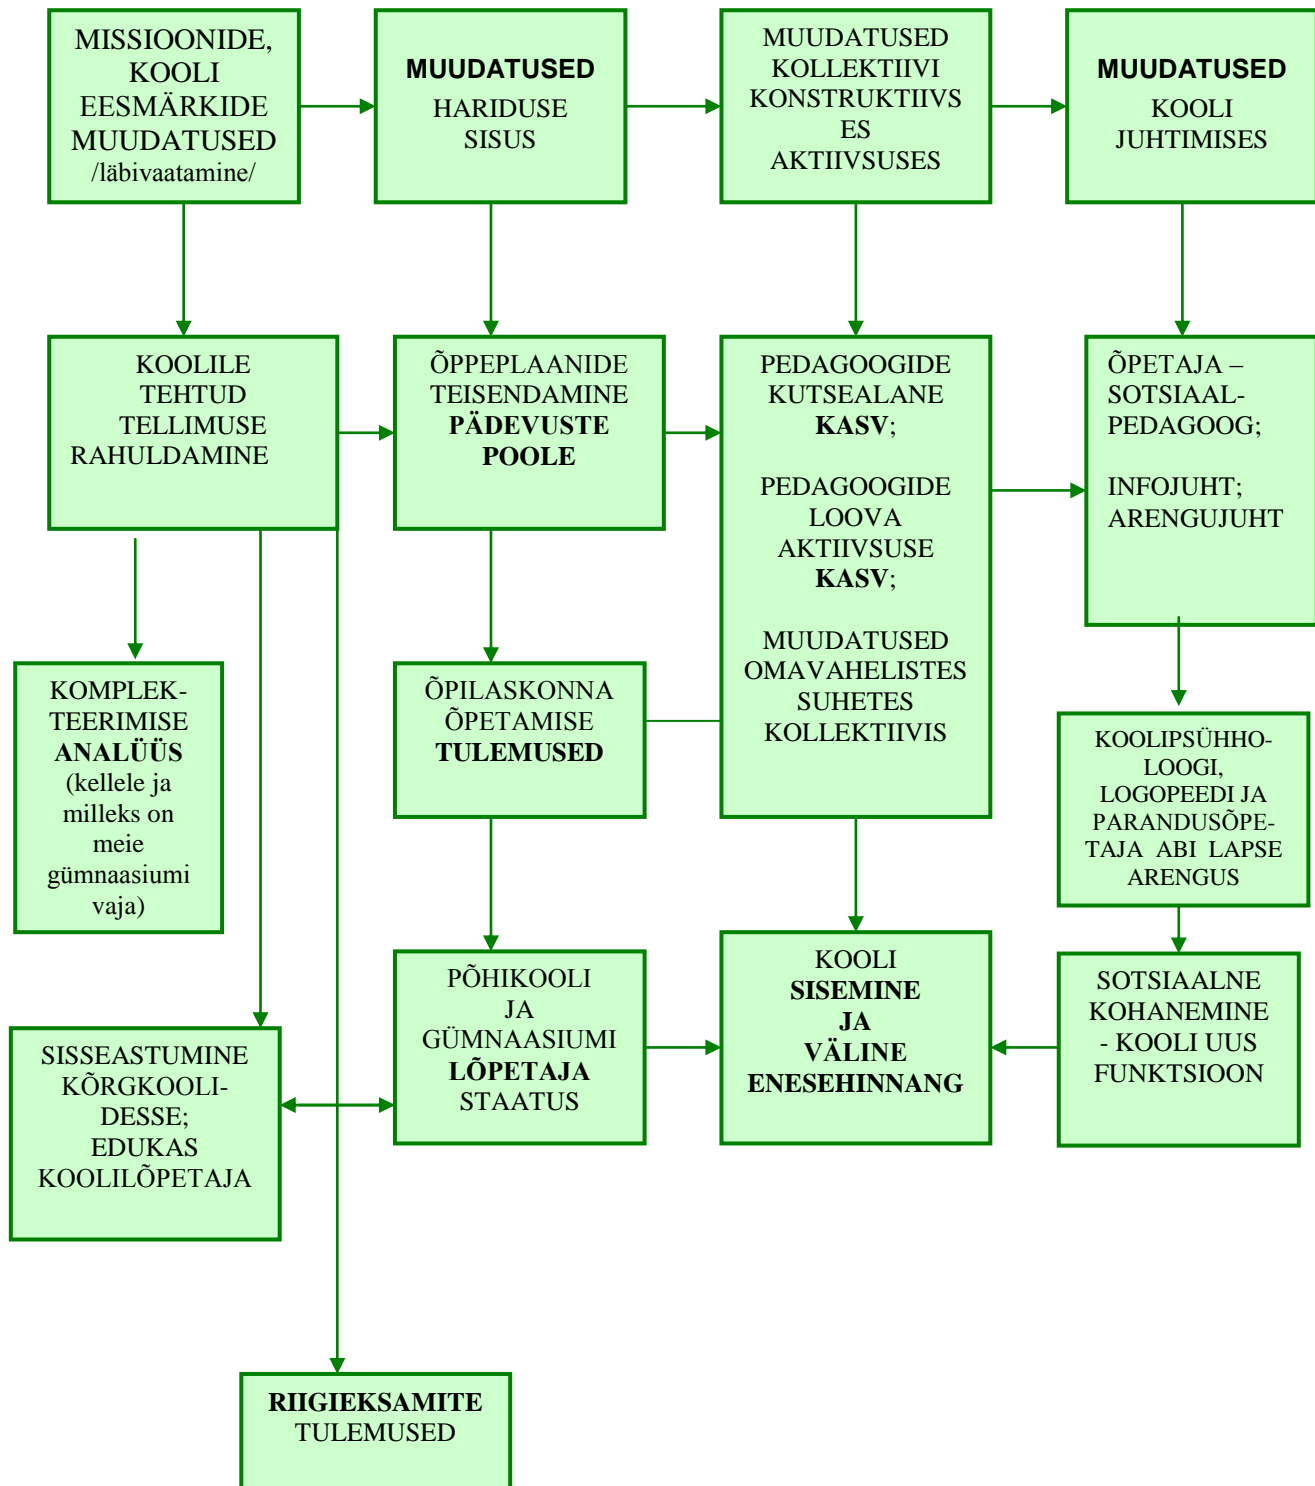 MISSIOONIDE,
KOOLI
EESMÄRKIDE
MUUDATUSED
/läbivaatamine/
MUUDATUSED
HARIDUSE
SISUS
MUUDATUSED
KOLLEKTIIVI
KONSTRUKTIIVS
ES
AKTIIVSUSES
MUUDATUSED
KOOLI
JUHTIMISES
KOOLILE
TEHTUD
TELLIMUSE
RAHULDAMINE
ÕPPEPLAANIDE
TEISENDAMINE
PÄDEVUSTE
POOLE
PEDAGOOGIDE
KUTSEALANE
KASV;
PEDAGOOGIDE
LOOVA
AKTIIVSUSE
KASV;
MUUDATUSED
OMAVAHELISTES
SUHETES
KOLLEKTIIVIS
ÕPETAJA –
SOTSIAAL-
PEDAGOOG;
INFOJUHT;
ARENGUJUHT
KOMPLEK-
TEERIMISE
ANALÜÜS
(kellele ja
milleks on
meie
gümnaasiumi
vaja)
ÕPILASKONNA
ÕPETAMISE
TULEMUSED
KOOLIPSÜHHO-
LOOGI,
LOGOPEEDI JA
PARANDUSÕPE-
TAJA ABI LAPSE
ARENGUS
SISSEASTUMINE
KÕRGKOOLI-
DESSE;
EDUKAS
KOOLILÕPETAJA
PÕHIKOOLI
JA
GÜMNAASIUMI
LÕPETAJA
STAATUS
KOOLI
SISEMINE
JA
VÄLINE
ENESEHINNANG
SOTSIAALNE
KOHANEMINE
- KOOLI UUS
FUNKTSIOON
RIIGIEKSAMITE
TULEMUSED